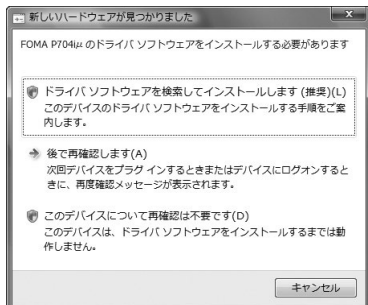 新しいハードウェアが見つかりました
FOMA P704iμ のドライバ ソフトウェアをインストールする必要があります
ドライバ ソフトウェアを検索してインストールします (推奨)(L)
このデバイスのドライバ ソフトウェアをインストールする手順をご案
内します。
後で再確認します(A)
次回デバイスをプラグ インするときまたはデバイスにログオンすると
きに、再度確認メッセージが表示されます。
このデバイスについて再確認は不要です(D)
このデバイスは、ドライバ ソフトウェアをインストールするまでは動
作しません。
キャンセル